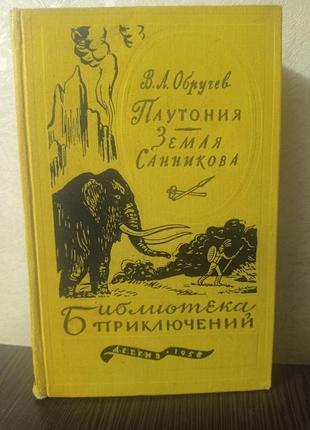 В.А. Обручев
Плутония
Земля
Санникова
Библиотека
приключений
Детгиз • 1958